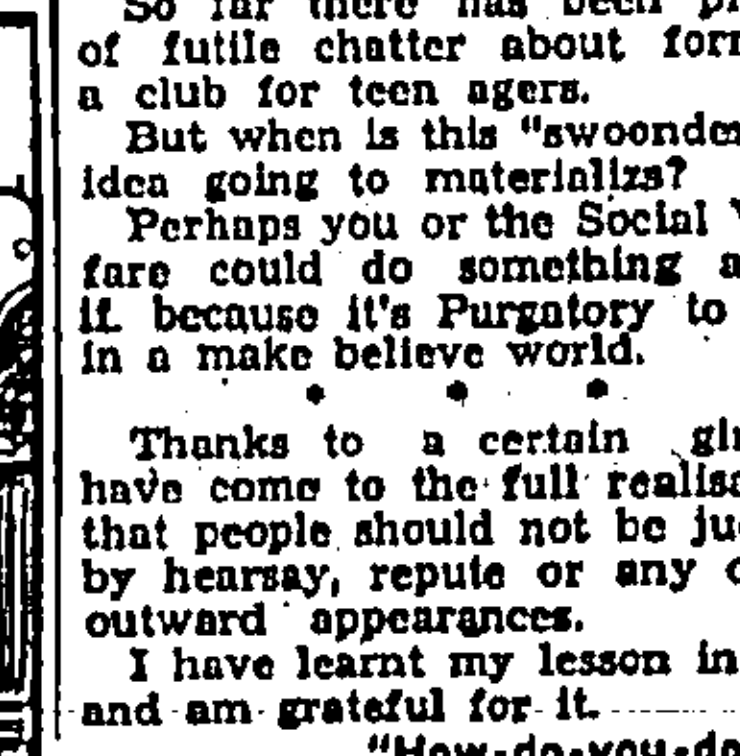 So far there has been
of futile chatter about
a club for teen agers.
But when is this "swoonder
idea going to materialize?
Perhaps you or the Social
fare could do something
it because it's Purgatory to
in a make believe world.
Thanks to a certain
have come to the full
that people should not be
by hearsay, repute or any
outward appearances.
I have learnt my lesson in
and am grateful for it.
"How-do-you-do